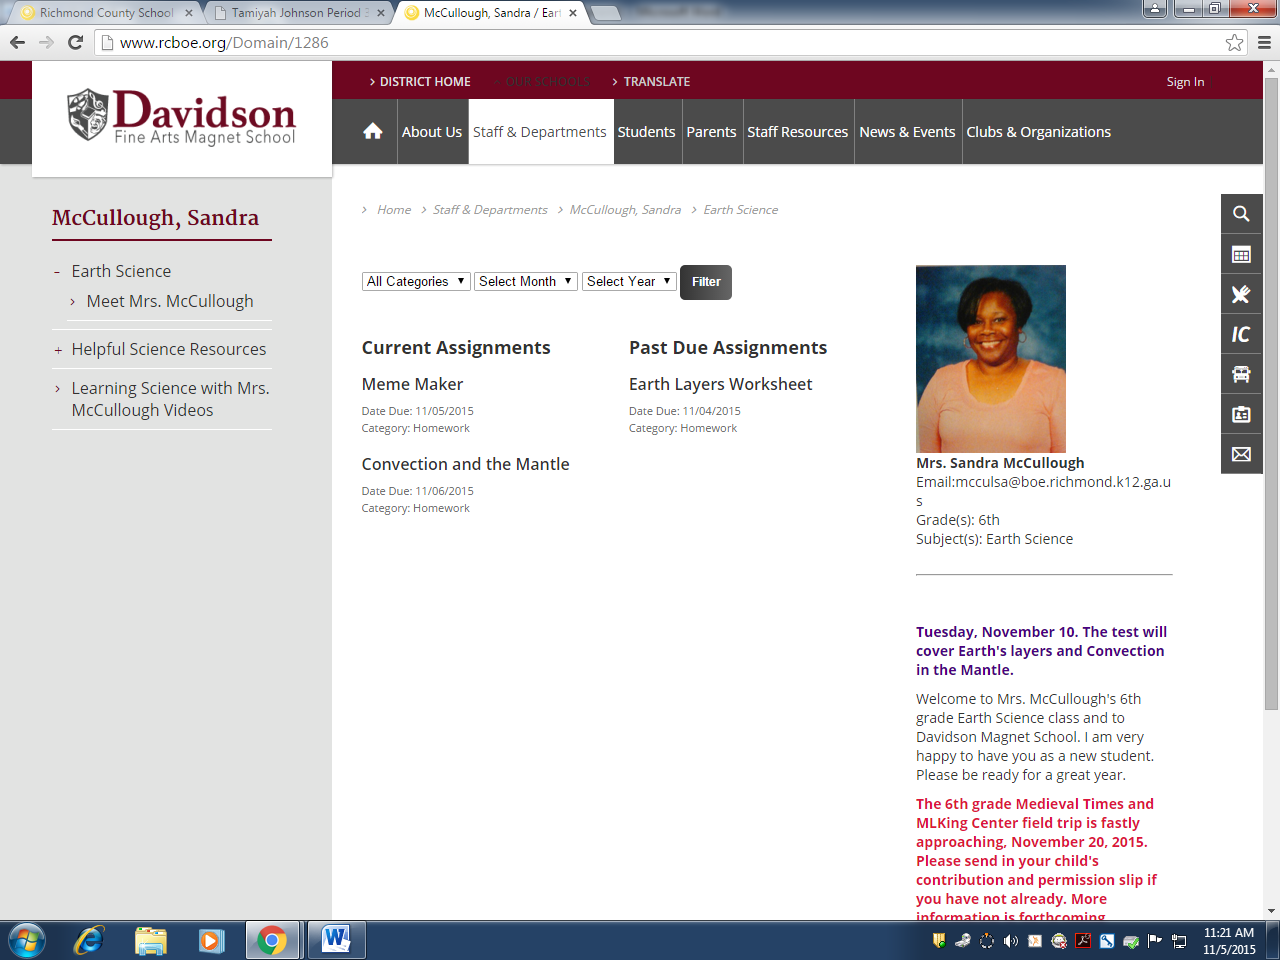 Richmond County School
Tamiyah Johnson Period
McCullough, Sandra / Eart
www.rcboe.org/Domain/1286
DISTRICT HOME
OUR SCHOOLS
TRANSLATE
Sign In
Davidson
Fine Arts Magnet School
About Us
Staff & Departments
Students
Parents
Staff Resources
News & Events
Clubs & Organizations
McCullough, Sandra
Earth Science
Meet Mrs. McCullough
Helpful Science Resources
Learning Science with Mrs.
McCullough Videos
Home
Staff & Departments
McCullough, Sandra
Earth Science
All Categories
Select Month
Select Year
Filter
Current Assignments
Meme Maker
Date Due: 11/05/2015
Category: Homework
Convection and the Mantle
Date Due: 11/06/2015
Category: Homework
Past Due Assignments
Earth Layers Worksheet
Date Due: 11/04/2015
Category: Homework
IC
Mrs. Sandra McCullough
Email:mcculsa@boe.richmond.k12.ga.u
s
Grade(s): 6th
Subject(s): Earth Science
Tuesday, November 10. The test will
cover Earth's layers and Convection
in the Mantle.
Welcome to Mrs. McCullough's 6th
grade Earth Science class and to
Davidson Magnet School. I am very
happy to have you as a new student.
Please be ready for a great year.
The 6th grade Medieval Times and
MLKing Center field trip is fastly
approaching, November 20, 2015.
Please send in your child's
contribution and permission slip if
you have not already. More
information is forthcoming
11:21 AM
11/5/2015